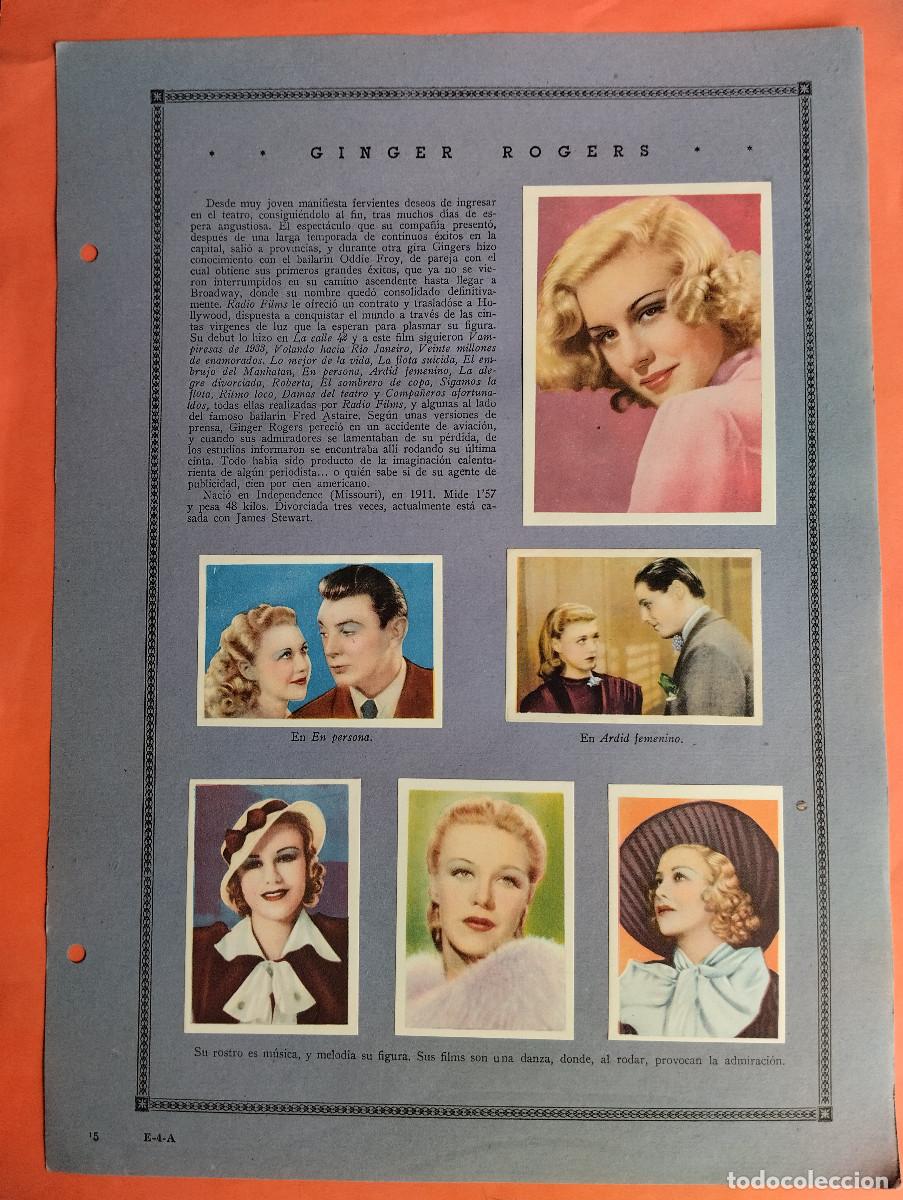 * * GINGER ROGERS * *
Desde muy joven manifiesta fervientes deseos de ingresar
en el teatro, consiguiéndolo al fin, tras muchos días de es-
pera angustiosa. El espectáculo que su compañía presentó,
después de una larga temporada de continuos éxitos en la
capital, salió a provincias, y durante otra gira Gingers hizo
conocimiento con el bailarín Oddie Froy, de pareja con el
cual obtiene sus primeros grandes éxitos, que ya no se vie-
ron interrumpidos en su camino ascendente hasta llegar a
Broadway, donde su nombre quedó consolidado definitiva-
mente. Radio Films le ofreció un contrato y trasladóse a Ho-
llywood, dispuesta a conquistar el mundo a través de las cin-
tas vírgenes de luz que la esperan para plasmar su figura.
Su debut lo hizo en La calle 42 y a este film siguieron Vam-
piresas de 1933, Volando hacia Río Janeiro, Veinte millones
de enamorados, Lo mejor de la vida, La flota suicida, El em-
brujo del Manhatan, En persona, Ardid femenino, La ale-
gre divorciada, Roberta, El sombrero de copa, Sigamos la
flota, Ritmo loco, Damas del teatro y Compañeros afortuna-
dos, todas ellas realizadas por Radio Films, y algunas al lado
del famoso bailarín Fred Astaire. Según unas versiones de
prensa, Ginger Rogers pereció en un accidente de aviación,
y cuando sus admiradores se lamentaban de su pérdida, de
los estudios informaron se encontraba allí rodando su última
cinta. Todo había sido producto de la imaginación calentu-
rienta de algún periodista... o quién sabe si de su agente de
publicidad, cien por cien americano.
Nació en Independence (Missouri), en 1911. Mide 1'57
y pesa 48 kilos. Divorciada tres veces, actualmente está ca-
sada con James Stewart.
En En persona.
En Ardid femenino.
Su rostro es música, y melodía su figura. Sus films son una danza, donde, al rodar, provocan la admiración.
15 E-4-A
todocoleccion